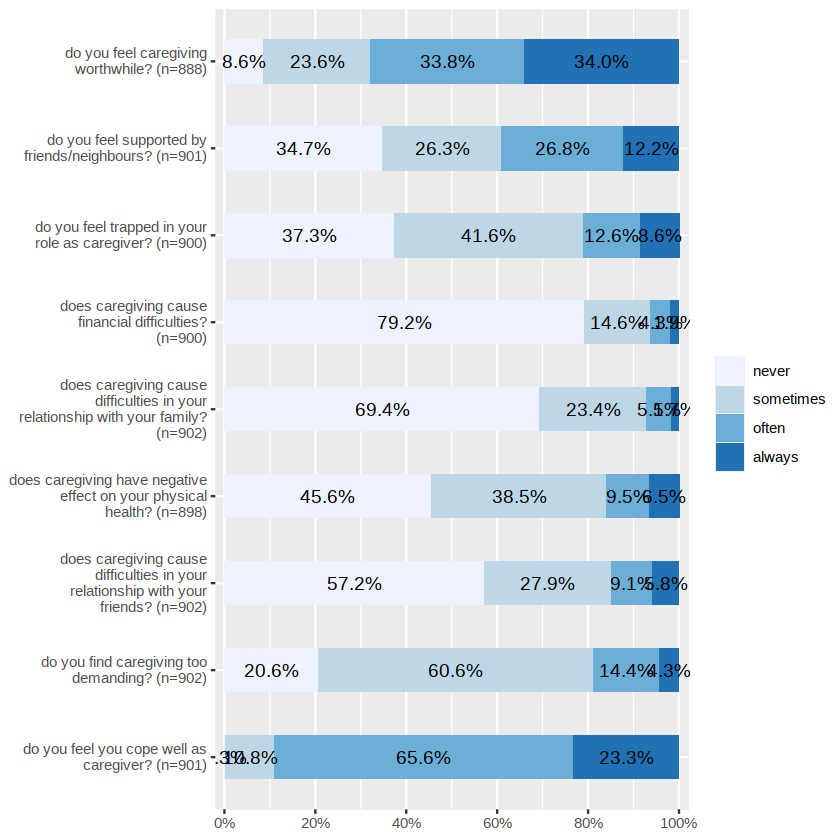 do you feel caregiving
worthwhile? (n=888)
8.6% 23.6% 33.8% 34.0%
do you feel supported by
friends/neighbours? (n=901)
34.7% 26.3% 26.8% 12.2%
do you feel trapped in your
role as caregiver? (n=900)
37.3% 41.6% 12.6% 8.6%
does caregiving cause
financial difficulties?
(n=900)
79.2% 14.6%
does caregiving cause
difficulties in your
relationship with your family?
(n=902)
69.4% 23.4%
does caregiving have negative
effect on your physical
health? (n=898)
45.6% 38.5% 9.5% 6.5%
does caregiving cause
difficulties in your
relationship with your
friends? (n=902)
57.2% 27.9% 9.1% 5.8%
do you find caregiving too
demanding? (n=902)
20.6% 60.6% 14.4% 4.3%
do you feel you cope well as
caregiver? (n=901)
10.8% 65.6% 23.3%
0% 20% 40% 60% 80% 100%
never
sometimes
often
always